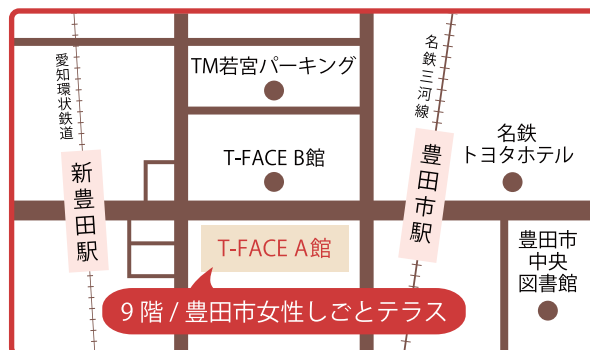 愛知環状鉄道
新豊田駅
TM若宮パーキング
T-FACE B館
T-FACE A館
9階 / 豊田市女性しごとテラス
名鉄三河線
豊田市駅
名鉄
トヨタホテル
豊田市
中央
図書館